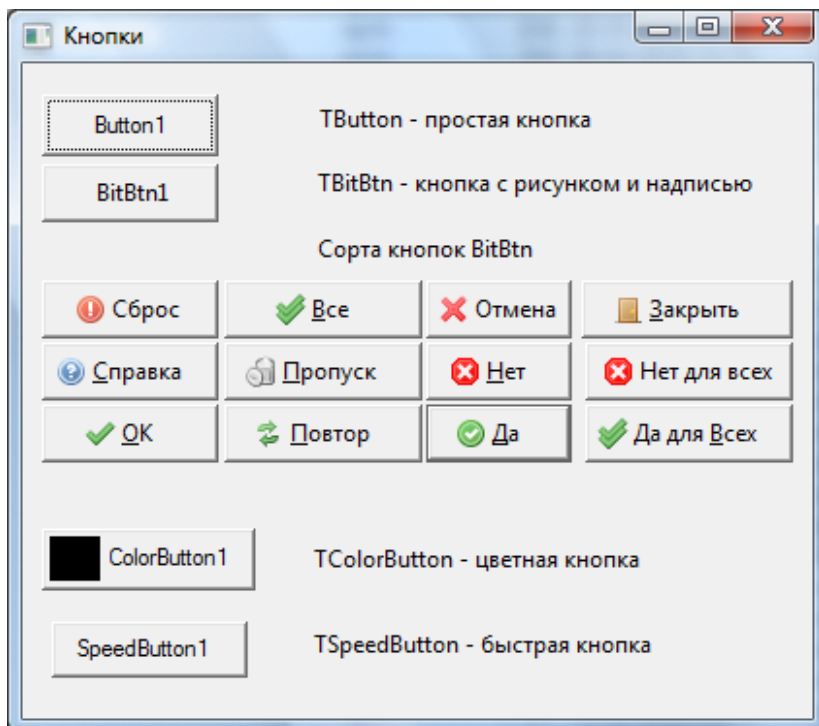 Кнопки
Button1 TButton - простая кнопка
BitBtn1 TBitBtn - кнопка с рисунком и надписью
Сорта кнопок BitBtn
Сброс Все Отмена Закрыть
Справка Пропуск Нет Нет для всех
OK Повтор Да Да для Всех
ColorButton1 TColorButton - цветная кнопка
SpeedButton1 TSpeedButton - быстрая кнопка